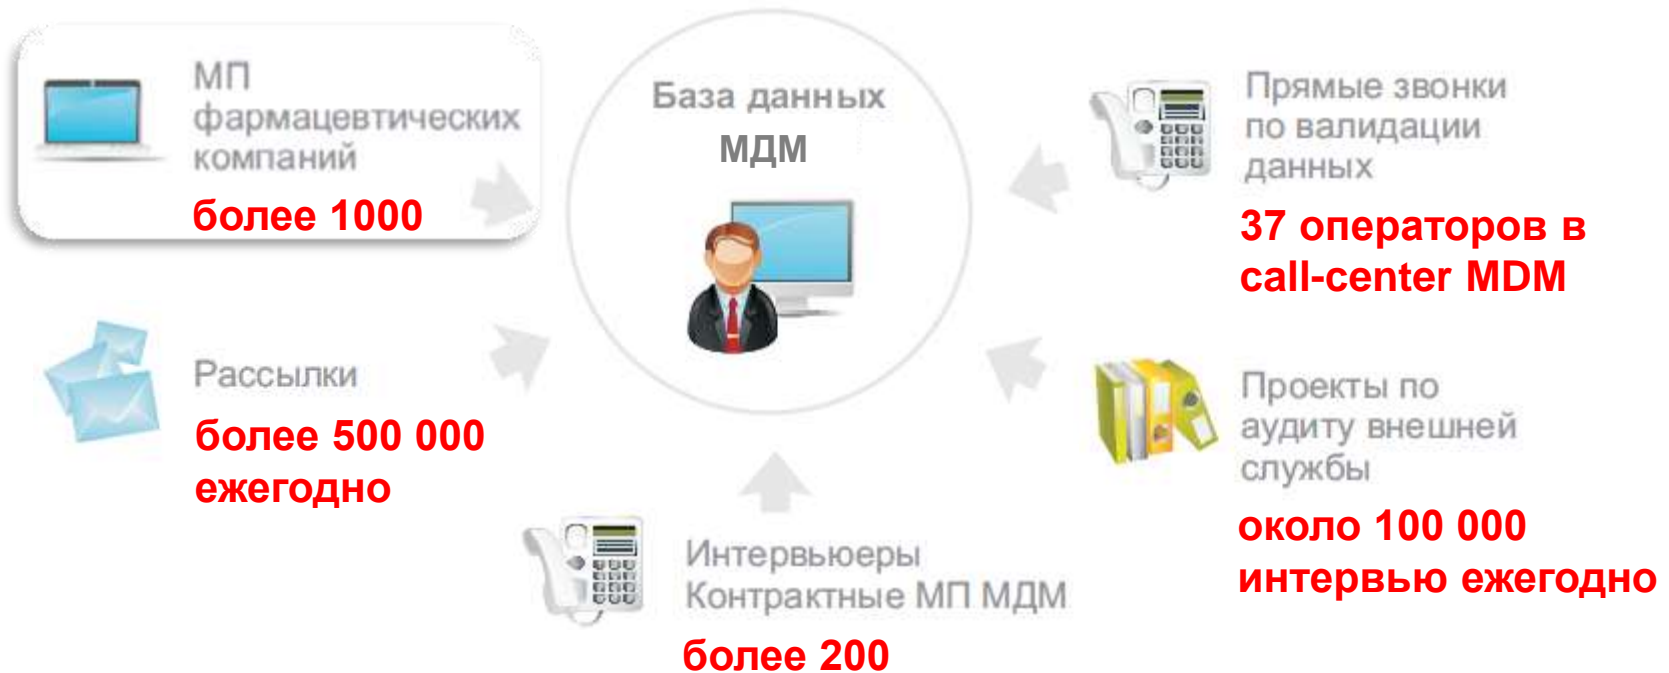 МП
фармацевтических
компаний
более 1000
База данных
МДМ
Прямые звонки
по валидации
данных
37 операторов в
call-center MDM
Рассылки
более 500 000
ежегодно
Проекты по
аудиту внешней
службы
около 100 000
интервью ежегодно
Интервьюеры
Контрактные МП МДМ
более 200